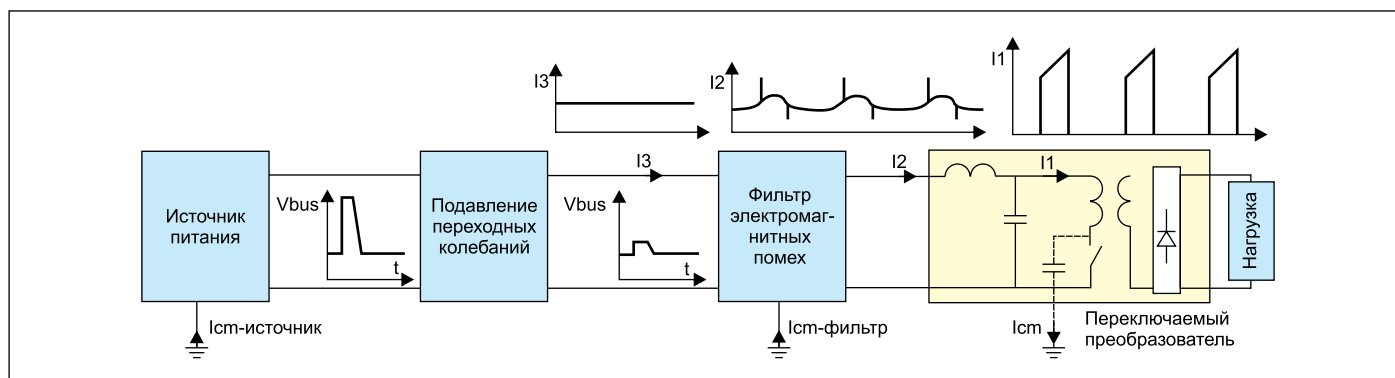 I3
I2
I1
Источник
питания
Vbus
t
Подавление
переходных
колебаний
I3
Vbus
t
Фильтр
электромаг-
нитных
помех
I2
I1
Нагрузка
Icm-источник
Icm-фильтр
Icm
Переключаемый
преобразователь